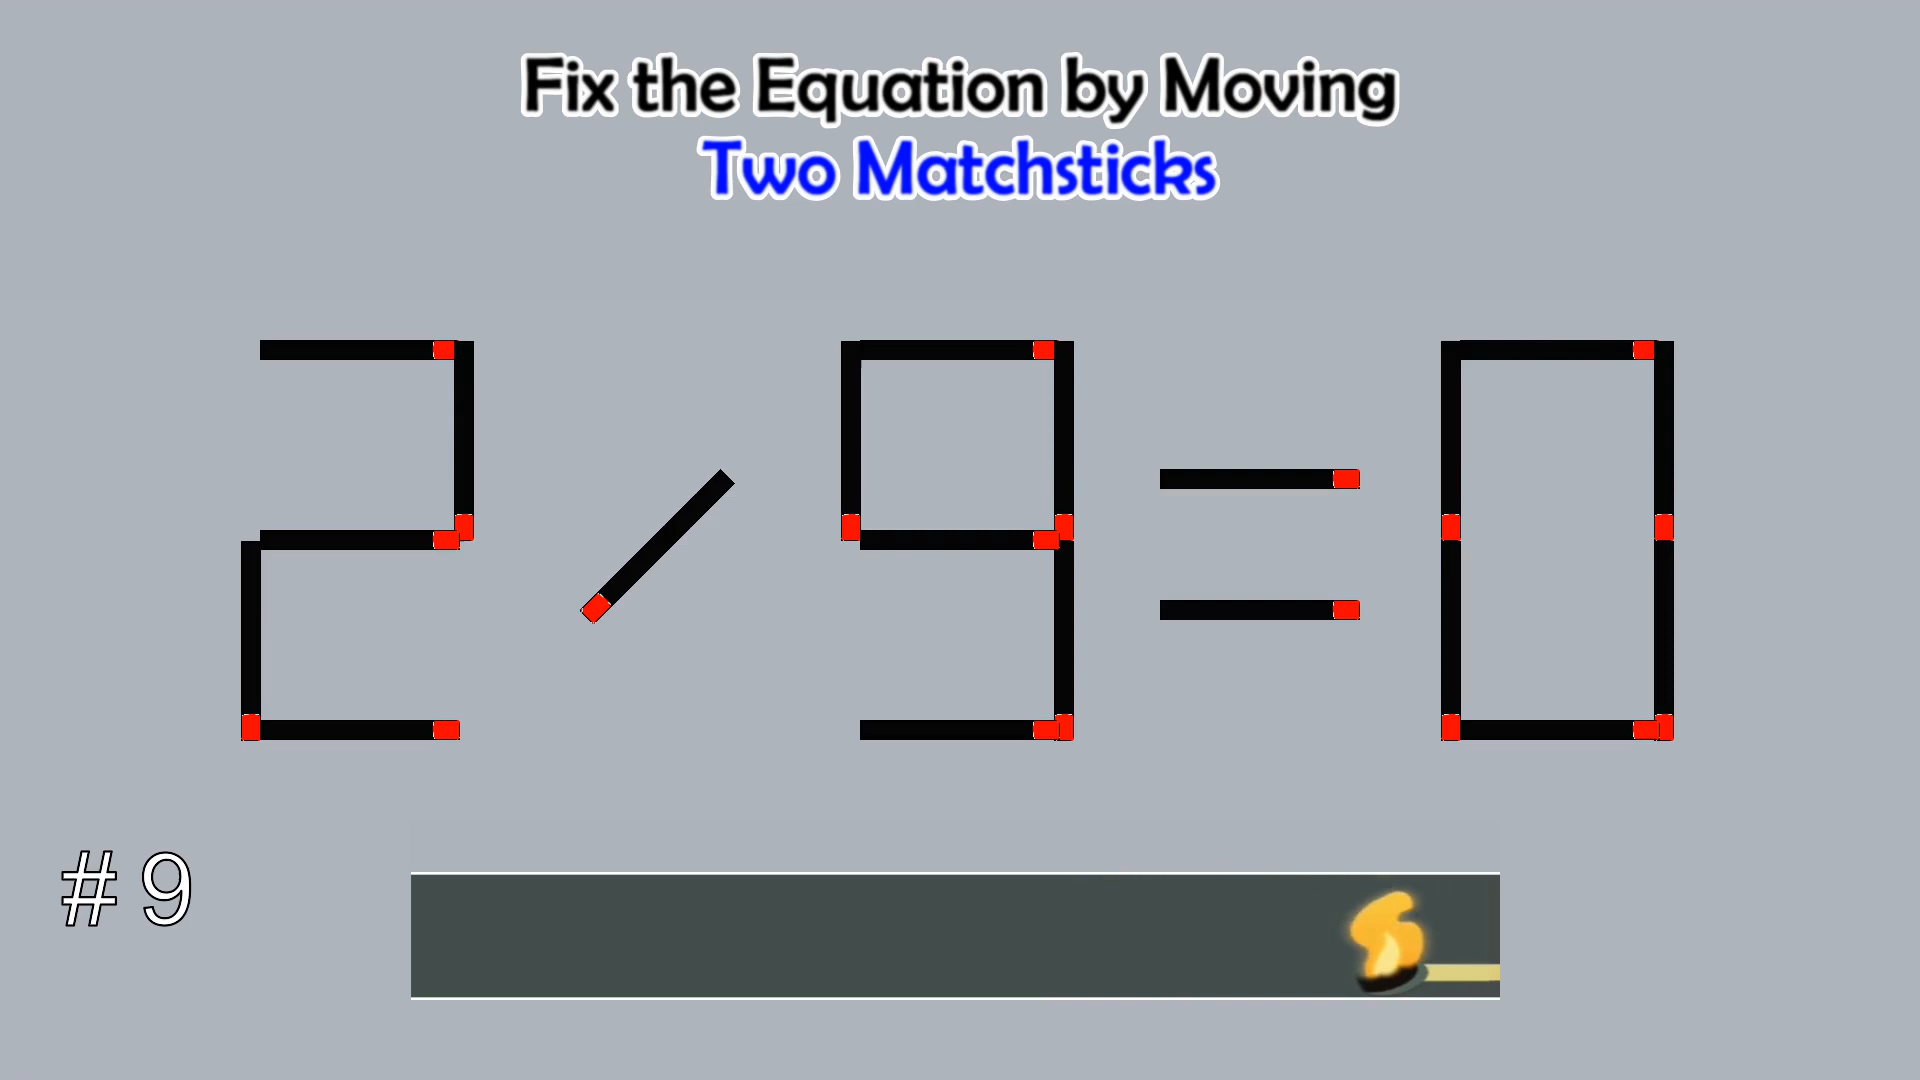 Fix the Equation by Moving
Two Matchsticks
2/9=0
#9